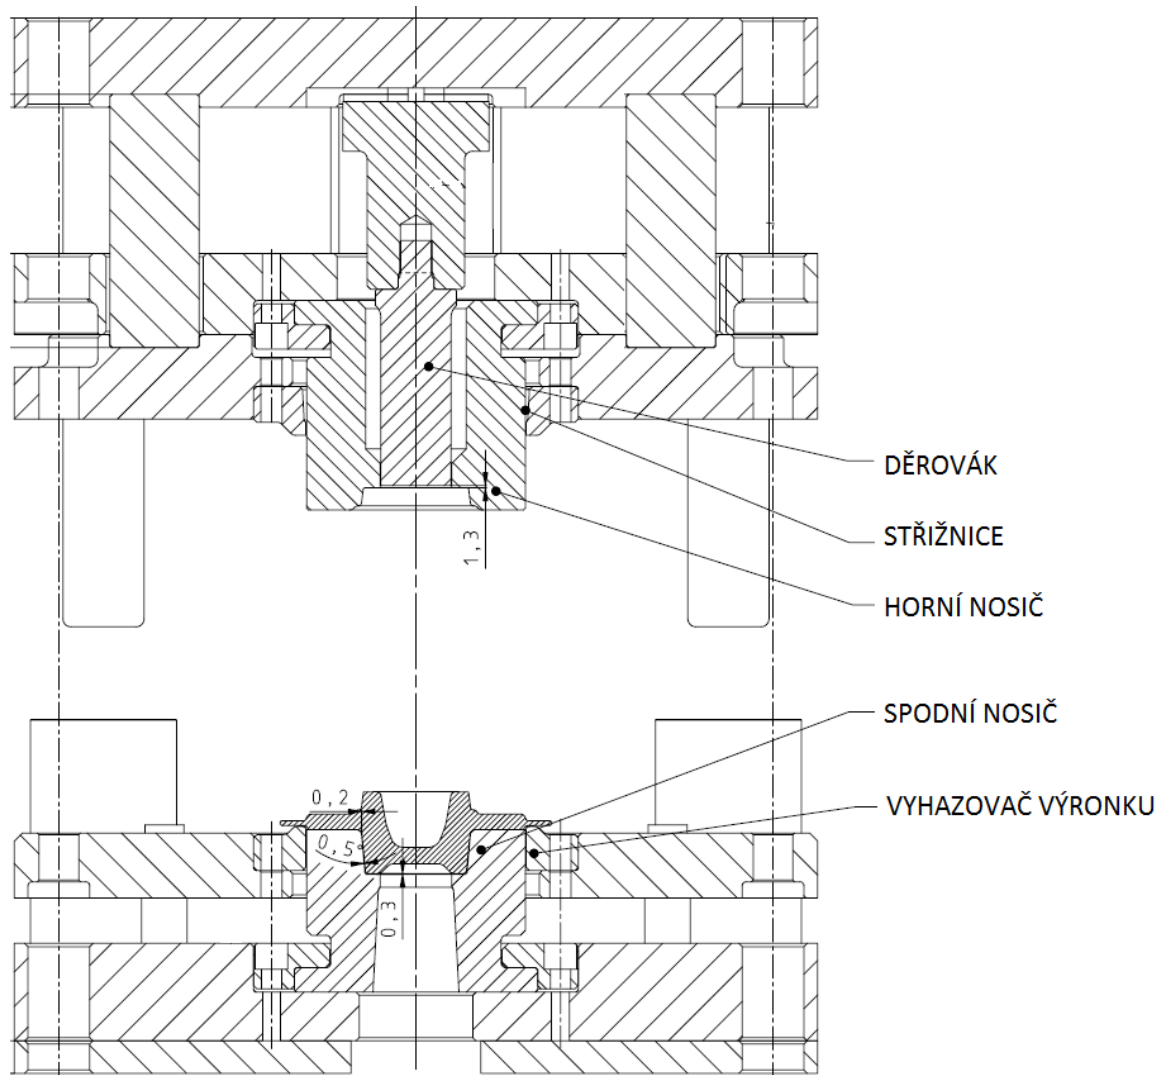 DĚROVÁK
STŘIŽNICE
1,3
HORNÍ NOSIČ
SPODNÍ NOSIČ
0,2
VYHAZOVAČ VÝRONKU
0,5°
0,3